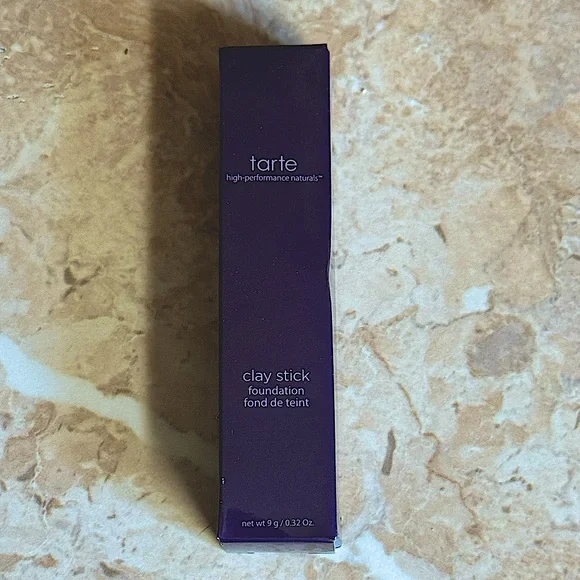 tarte
high-performance naturals™
clay stick
foundation
fond de teint
net wt 9 g / 0.32 Oz.